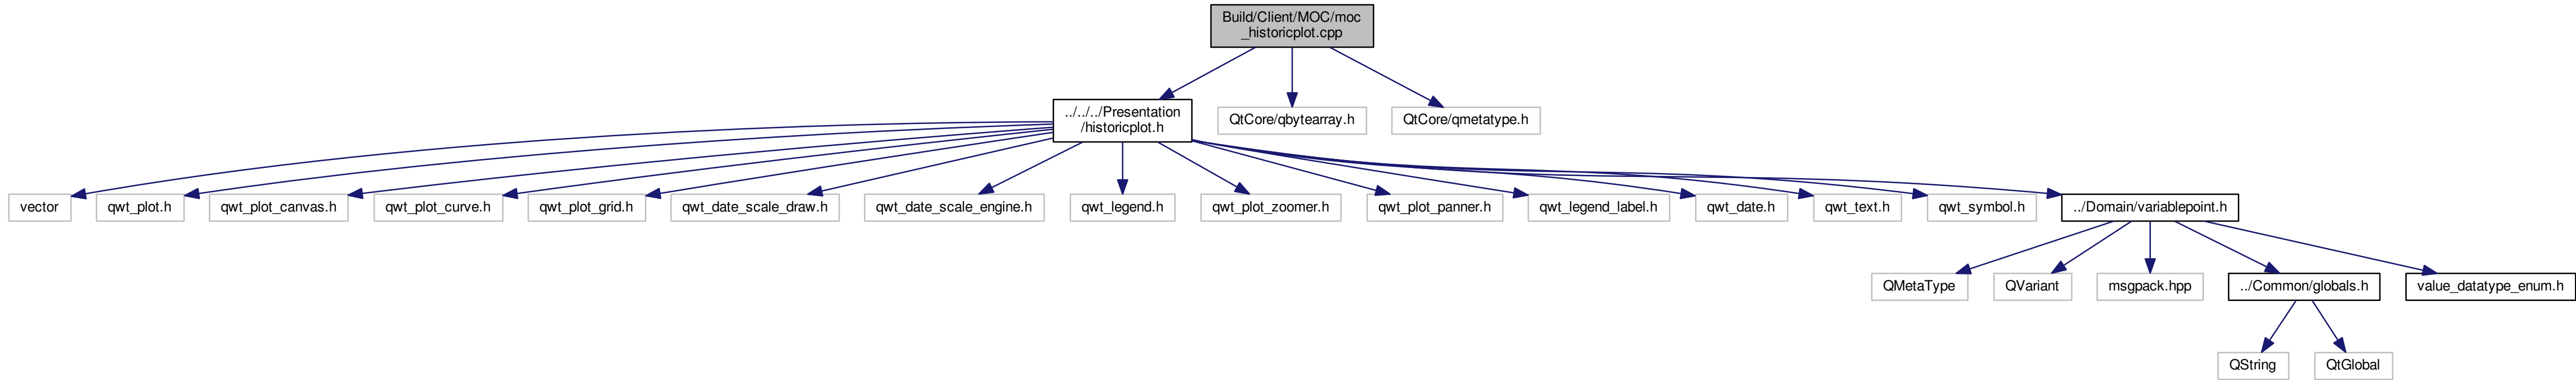 Build/Client/MOC/moc
_historicplot.cpp
../../../Presentation
/historicplot.h
QtCore/qbytearray.h
QtCore/qmetatype.h
vector
qwt_plot.h
qwt_plot_canvas.h
qwt_plot_curve.h
qwt_plot_grid.h
qwt_date_scale_draw.h
qwt_date_scale_engine.h
qwt_legend.h
qwt_plot_zoomer.h
qwt_plot_panner.h
qwt_legend_label.h
qwt_date.h
qwt_text.h
qwt_symbol.h
../Domain/variablepoint.h
QMetaType
QVariant
msgpack.hpp
../Common/globals.h
value_datatype_enum.h
QString
QtGlobal